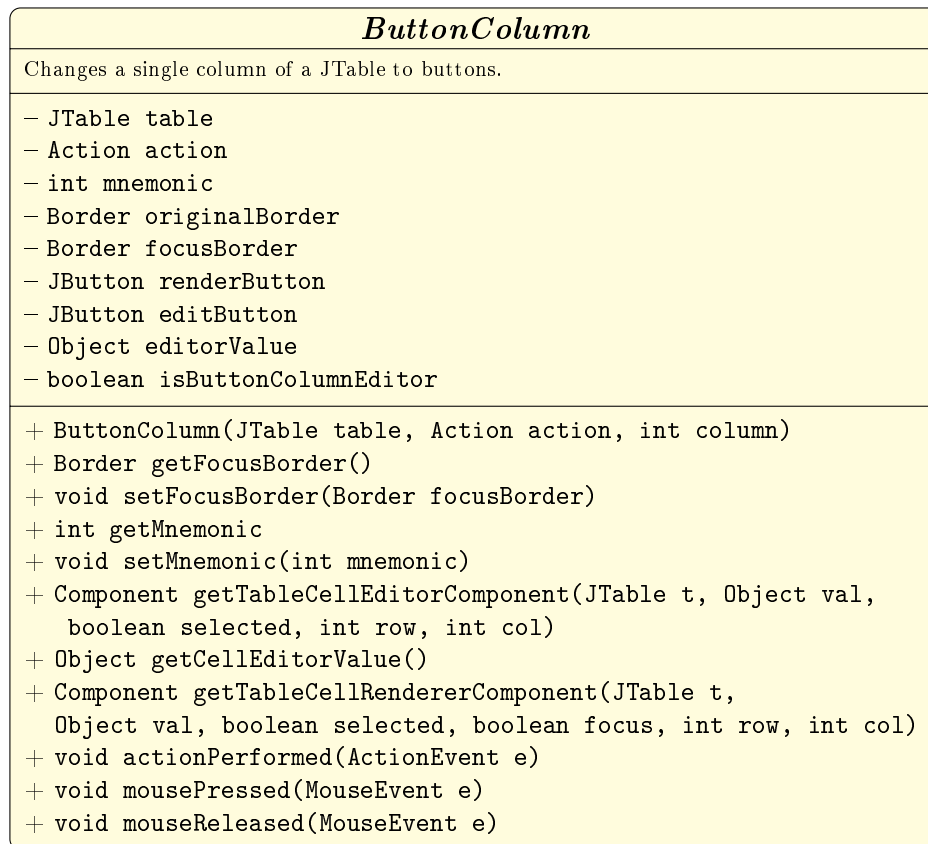 ButtonColumn
Changes a single column of a JTable to buttons.
– JTable table
– Action action
– int mnemonic
– Border originalBorder
– Border focusBorder
– JButton renderButton
– JButton editButton
– Object editorValue
– boolean isButtonColumnEditor
+ ButtonColumn(JTable table, Action action, int column)
+ Border getFocusBorder()
+ void setFocusBorder(Border focusBorder)
+ int getMnemonic
+ void setMnemonic(int mnemonic)
+ Component getTableCellEditorComponent(JTable t, Object val,
boolean selected, int row, int col)
+ Object getCellEditorValue()
+ Component getTableCellRendererComponent(JTable t,
Object val, boolean selected, boolean focus, int row, int col)
+ void actionPerformed(ActionEvent e)
+ void mousePressed(MouseEvent e)
+ void mouseReleased(MouseEvent e)